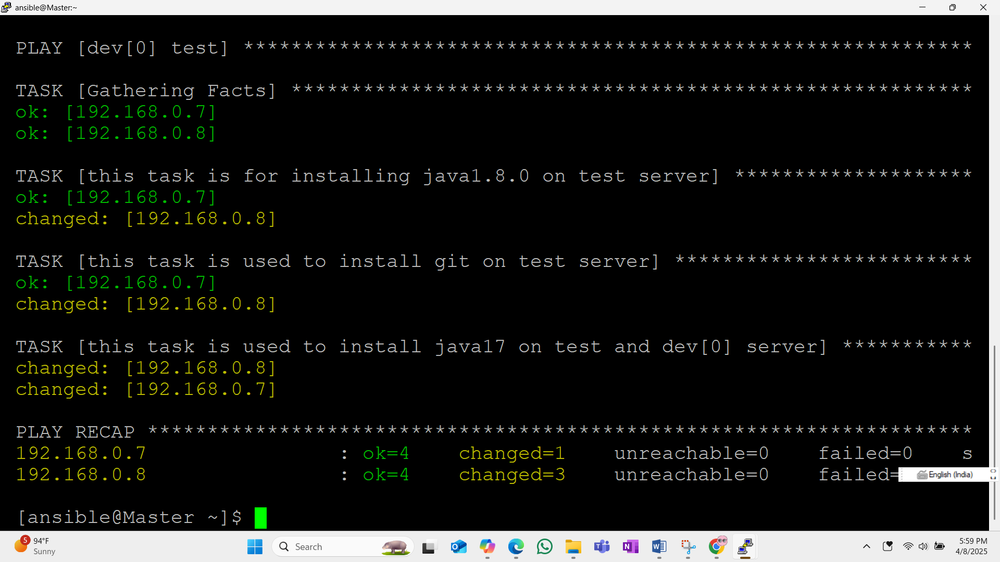 ansible@Master:~
PLAY [dev[0] test] *************************************************************
TASK [Gathering Facts] *********************************************************
ok: [192.168.0.7]
ok: [192.168.0.8]
TASK [this task is for installing java1.8.0 on test server] ********************
ok: [192.168.0.7]
changed: [192.168.0.8]
TASK [this task is used to install git on test server] *************************
ok: [192.168.0.7]
changed: [192.168.0.8]
TASK [this task is used to install java17 on test and dev[0] server] ***********
changed: [192.168.0.8]
changed: [192.168.0.7]
PLAY RECAP *********************************************************************
192.168.0.7 : ok=4 changed=1 unreachable=0 failed=0 s
192.168.0.8 : ok=4 changed=3 unreachable=0 failed=
English (India)
[ansible@Master ~]$
5
94°F
Sunny
Search
5:59 PM
4/8/2025